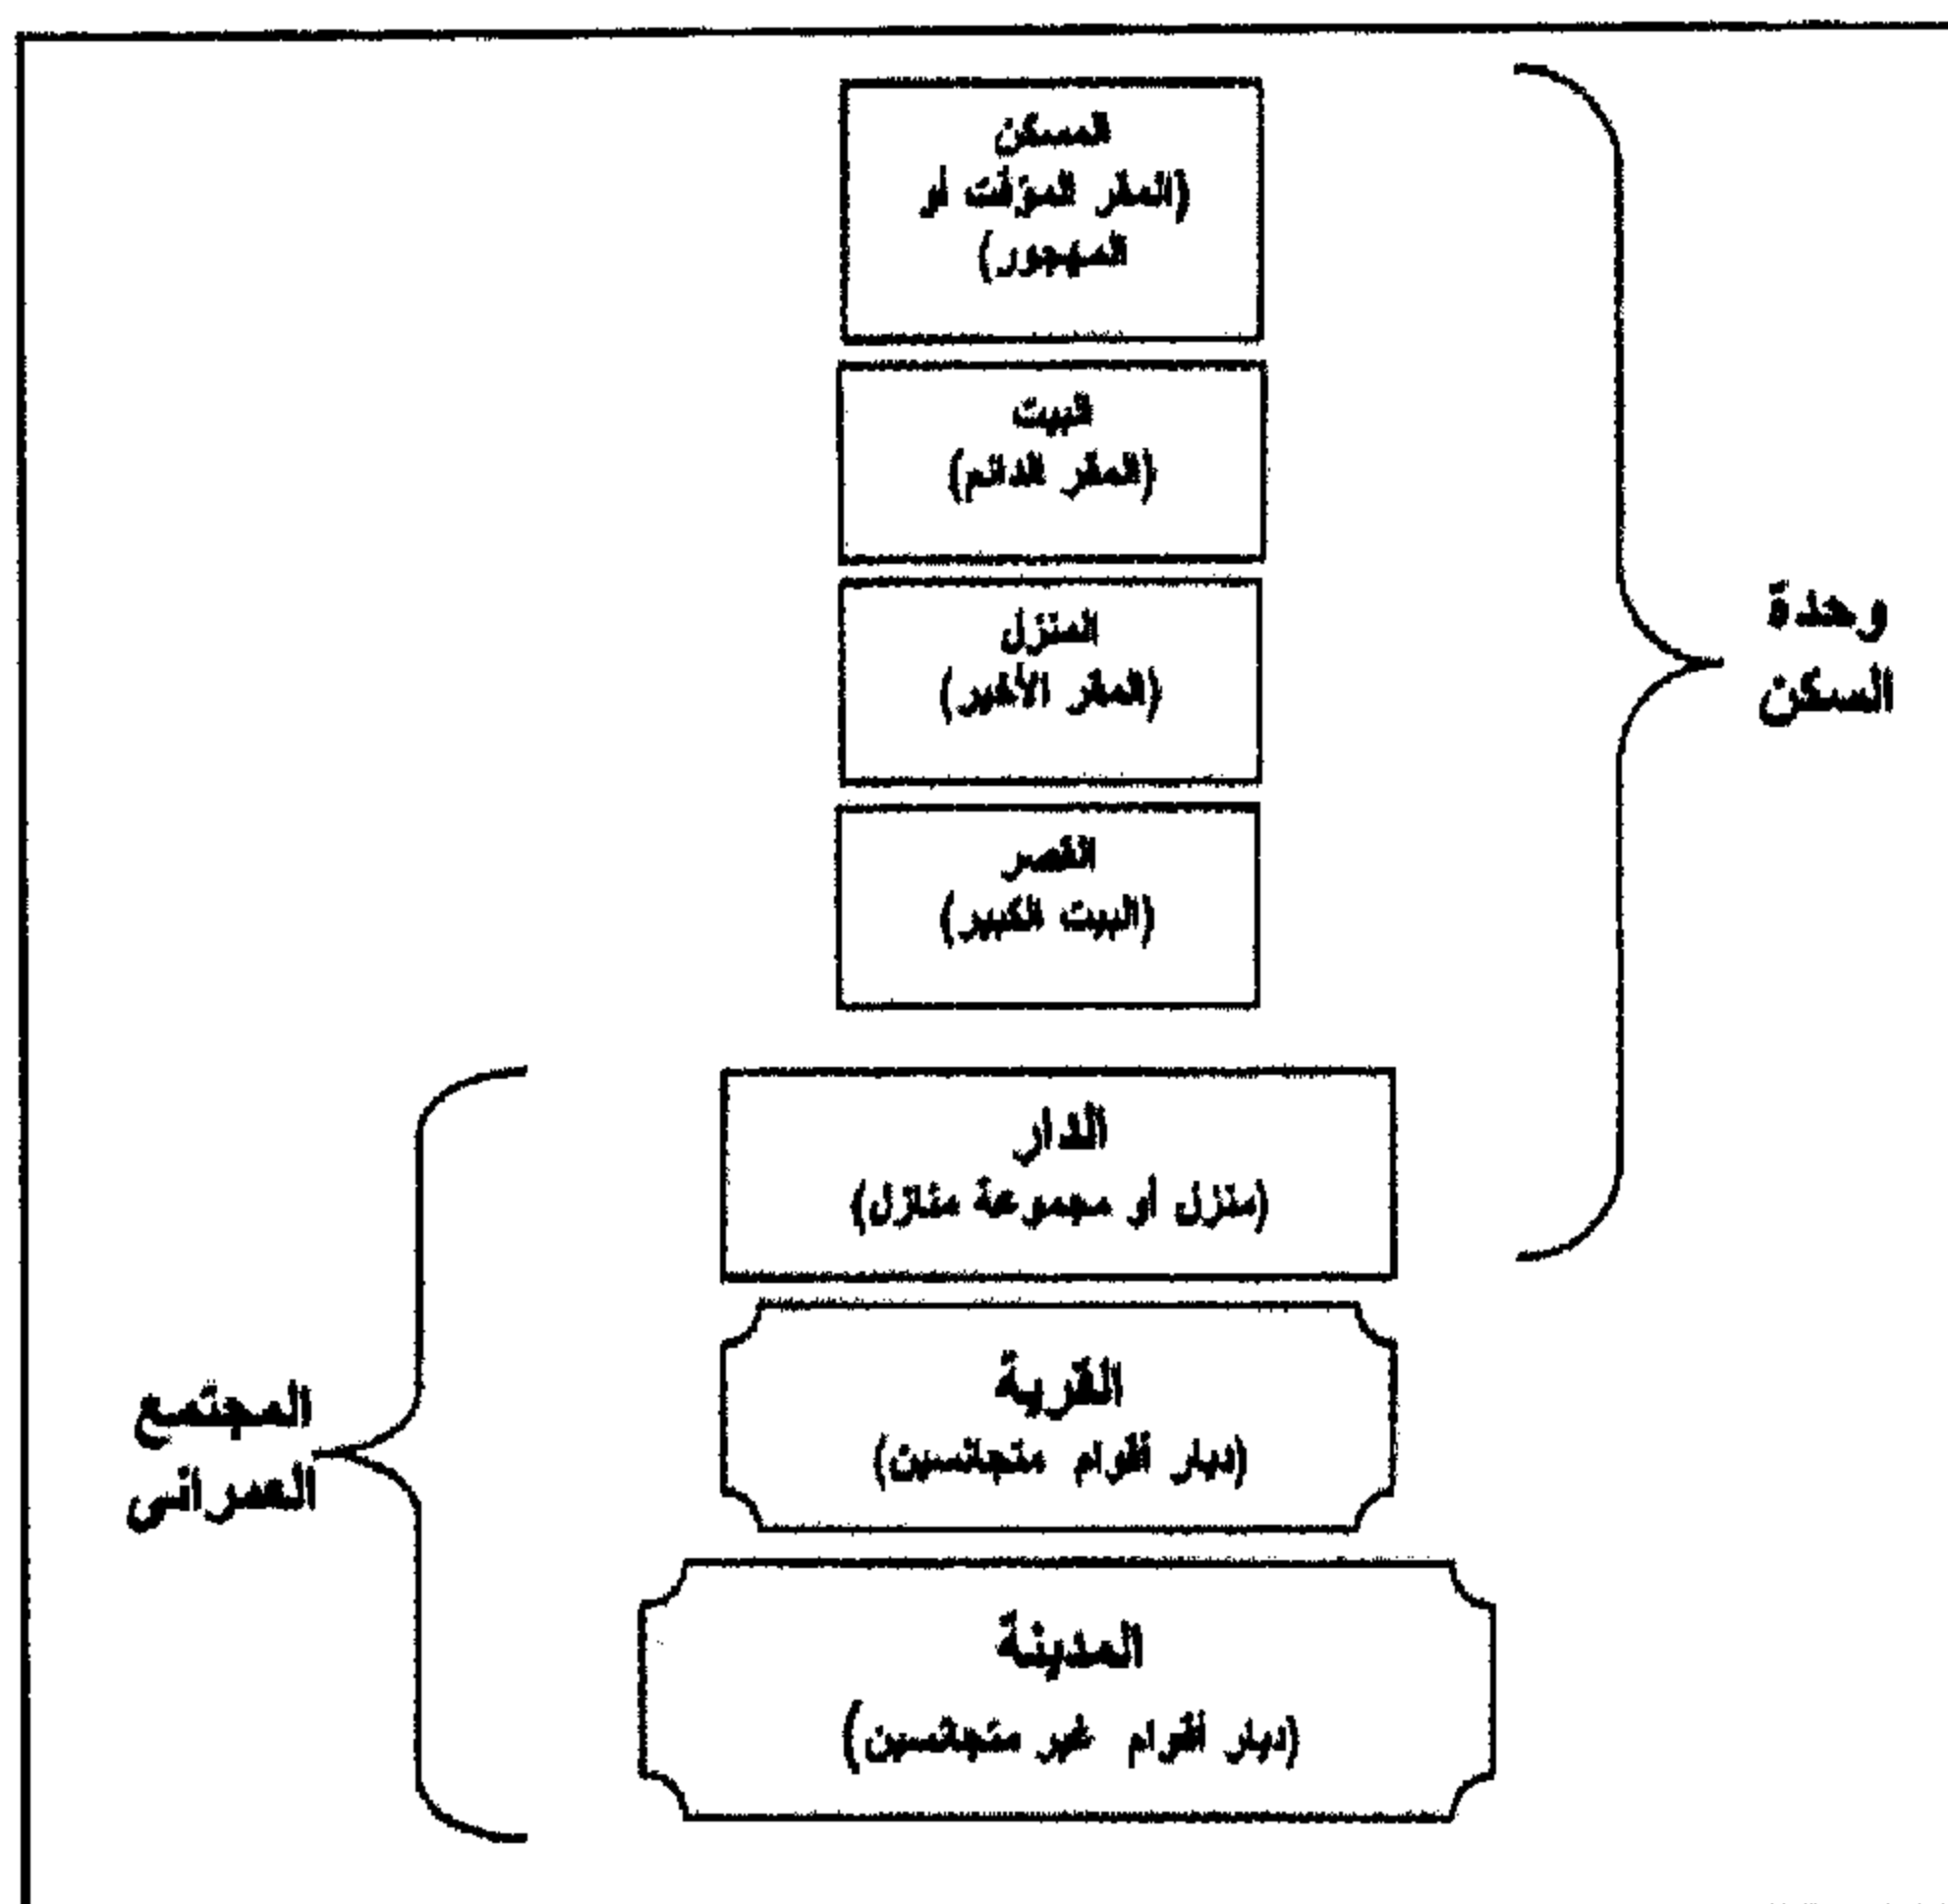 المسكن
(المقر المؤقت أو
المهجور)
البيت
(المقر الدائم)
المنزل
(المقر الأخير)
القصر
(البيت الكبير)
وحدة
السكن
الدار
(منزل أو مجموعة منازل)
القرية
(ديار أقوام متجانسين)
المدينة
(ديار أقوام غير متجانسين)
المجتمع
العمراني